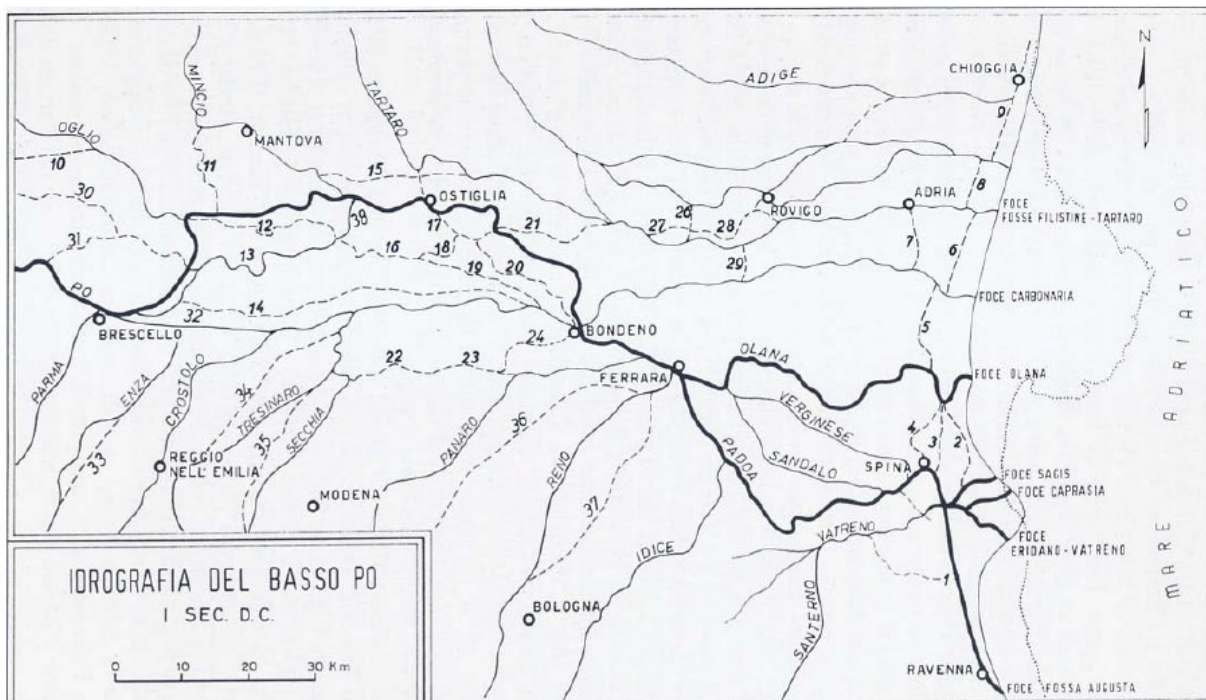 N
CHIOGGIA
ADIGE
MINCIO
TARTARO
OGLIO
MANTOVA
9
10
11
15
30
OSTIGLIA
26
ROVIGO
ADRIA
8
FOCE
FOSSE FILISTINE-TARTARO
38
12
17
21
27
28
7
6
31
13
16
18
19
20
29
PO
FOCE CARBONARIA
14
32
5
BRESCELLO
BONDENO
24
OLANA
22
23
FERRARA
FOCE OLANA
PARMA
ENZA
CROSTOLO
34
TRESINARO
VERGINESE
4
3
2
36
35
SECCHIA
PANARO
RENO
PADOA
SANDALO
SPINA
33
REGGIO
NELL'EMILIA
FOCE SAGIS
FOCE CAPRASIA
MODENA
37
IDICE
VATRENO
FOCE
ERIDANO-VATRENO
1
SANTERNO
BOLOGNA
RAVENNA
FOCE FOSSA AUGUSTA
MARE ADRIATICO
IDROGRAFIA DEL BASSO PO
I SEC. D.C.
0 10 20 30 Km